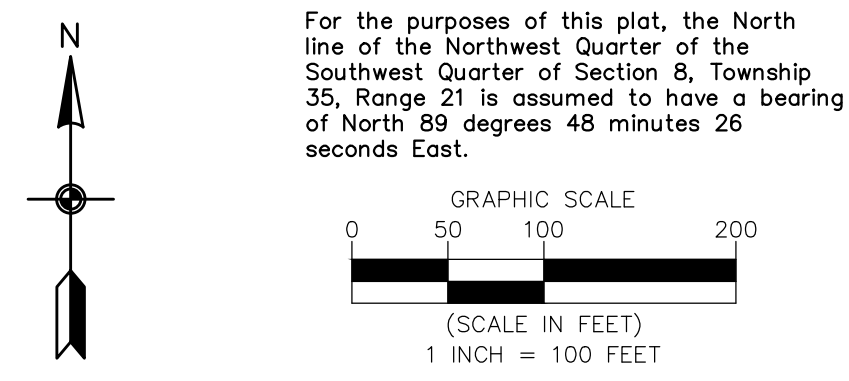 N
For the purposes of this plat, the North
line of the Northwest Quarter of the
Southwest Quarter of Section 8, Township
35, Range 21 is assumed to have a bearing
of North 89 degrees 48 minutes 26
seconds East.
GRAPHIC SCALE
0 50 100 200
(SCALE IN FEET)
1 INCH = 100 FEET